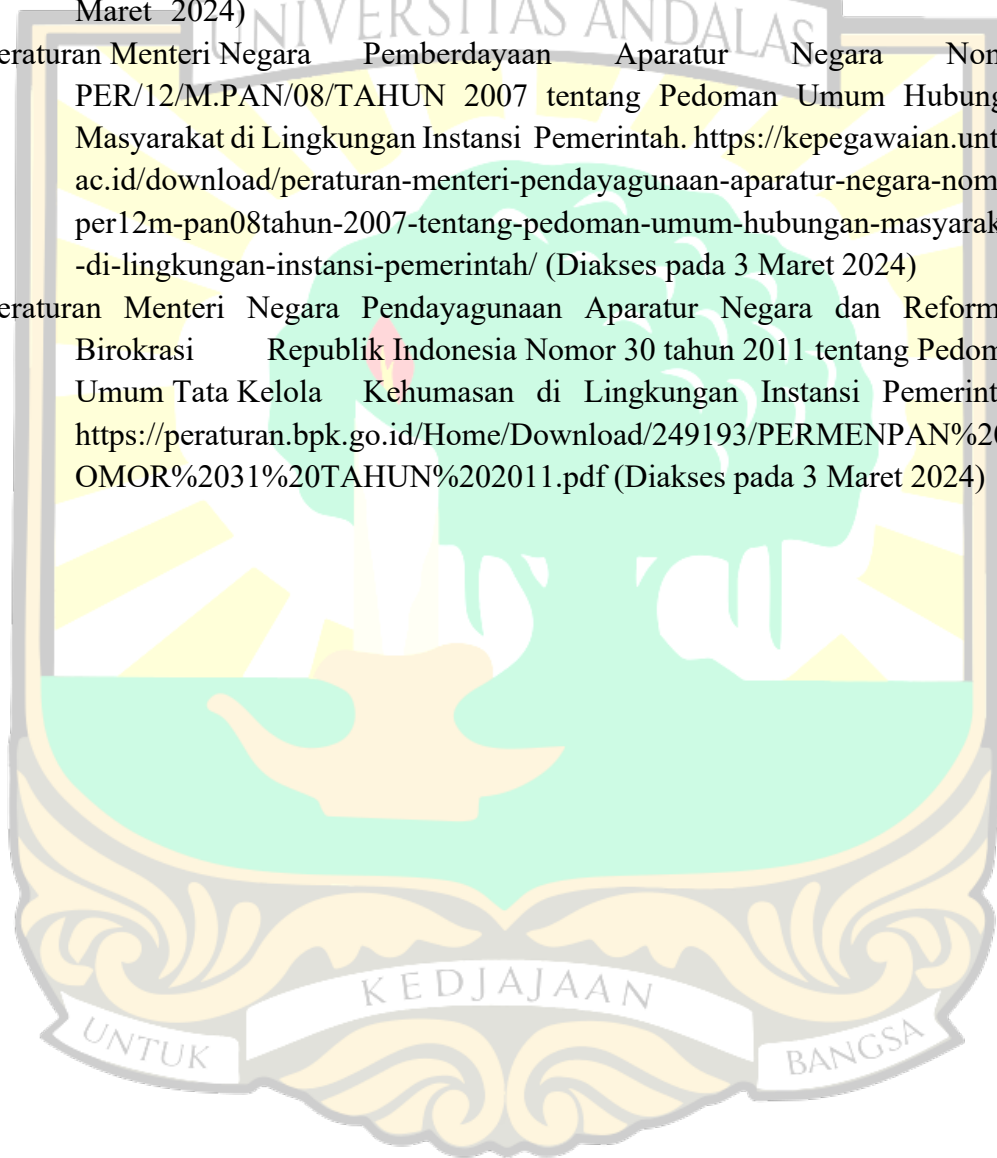 Maret 2024)
UNIVERSITAS ANDALAS
eraturan Menteri Negara Pemberdayaan Aparatur Negara Nom
PER/12/M.PAN/08/TAHUN 2007 tentang Pedoman Umum Hubung
Masyarakat di Lingkungan Instansi Pemerintah. https://kepegawaian.unt
ac.id/download/peraturan-menteri-pendayagunaan-aparatur-negara-nom
per12m-pan08tahun-2007-tentang-pedoman-umum-hubungan-masyarak
-di-lingkungan-instansi-pemerintah/ (Diakses pada 3 Maret 2024)
eraturan Menteri Negara Pendayagunaan Aparatur Negara dan Reform
Birokrasi Republik Indonesia Nomor 30 tahun 2011 tentang Pedom
Umum Tata Kelola Kehumasan di Lingkungan Instansi Pemerint
https://peraturan.bpk.go.id/Home/Download/249193/PERMENPAN%20
OMOR%2031%20TAHUN%202011.pdf (Diakses pada 3 Maret 2024)
KEDJAJAAN
UNTUK
BANGSA